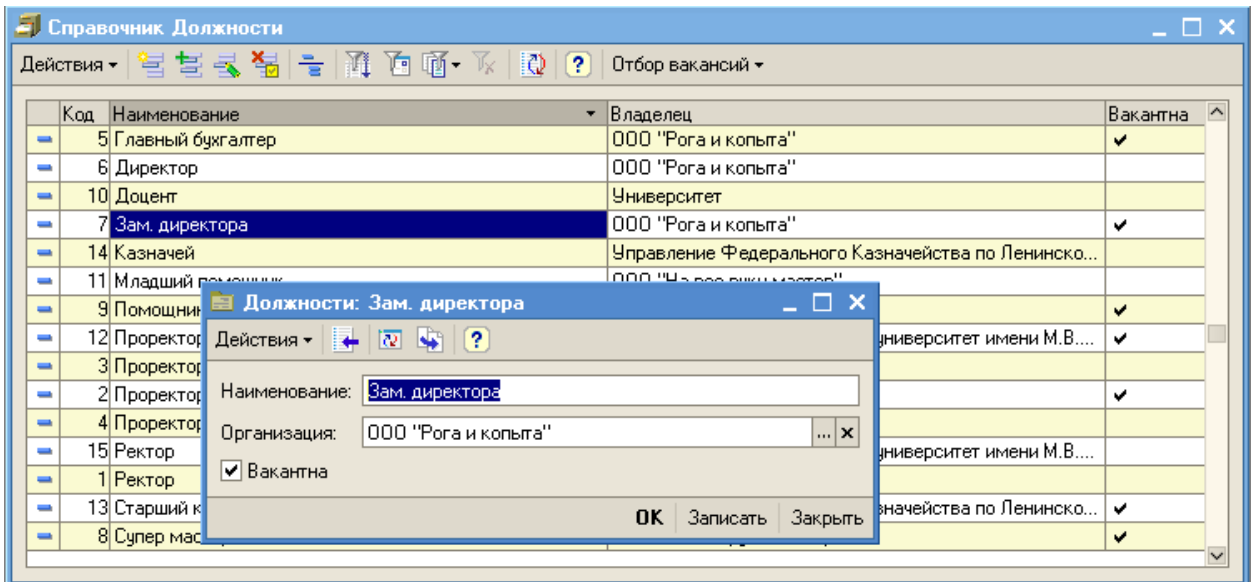 Справочник Должности
Действия Отбор вакансий
Код Наименование Владелец Вакантна
5 Главный бухгалтер ООО "Рога и копыта"
6 Директор ООО "Рога и копыта"
10 Доцент Университет
7 Зам. директора ООО "Рога и копыта"
14 Казначей Управление Федерального Казначейства по Ленинско...
11 Младший
9 Помощник
12 Проректор университет имени М.В....
3 Проректор
2 Проректор
4 Проректор
15 Ректор университет имени М.В....
1 Ректор
13 Старший Казначейства по Ленинско...
8 Супер
Должности: Зам. директора
Действия
Наименование: Зам. директора
Организация: ООО "Рога и копыта" ...
Вакантна
OK Записать Закрыть